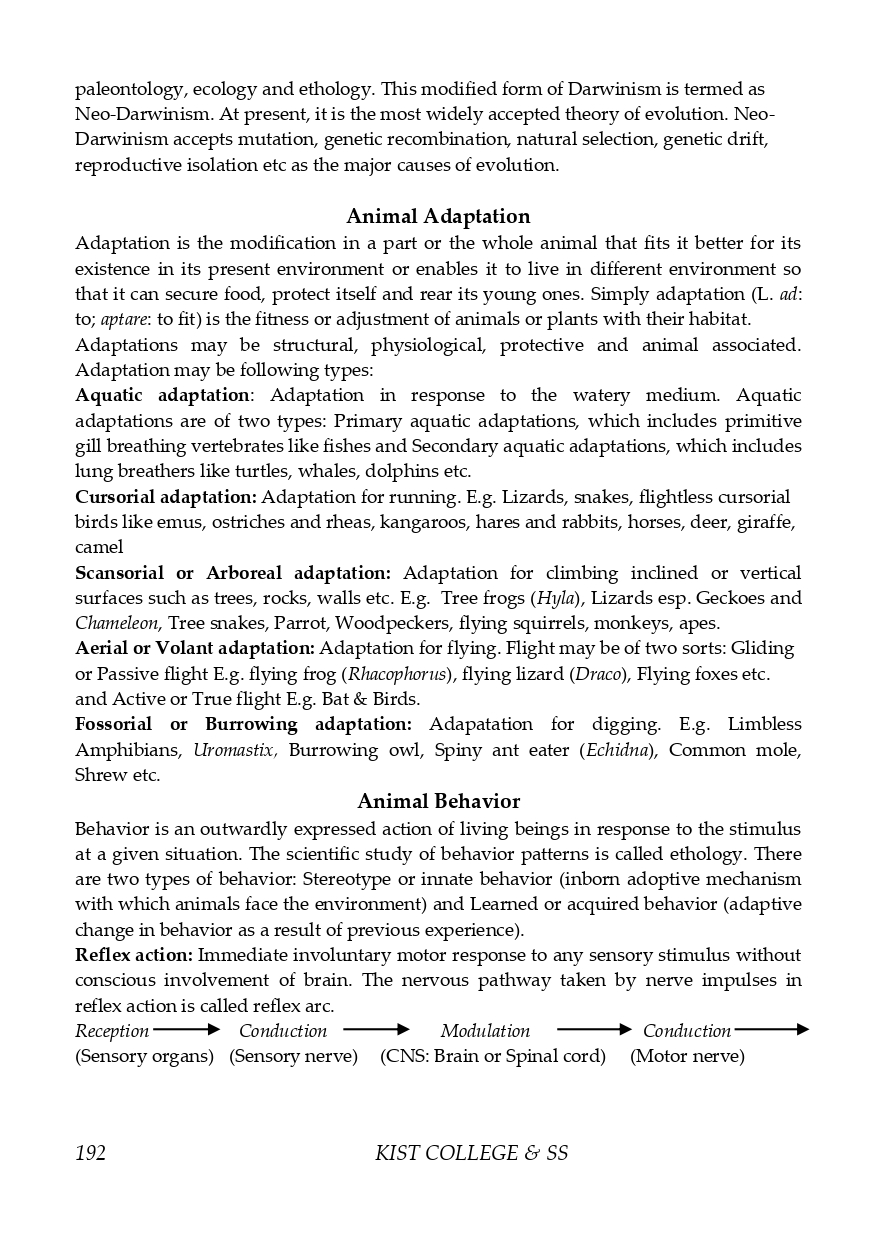 paleontology, ecology and ethology. This modified form of Darwinism is termed as
Neo-Darwinism. At present, it is the most widely accepted theory of evolution. Neo-
Darwinism accepts mutation, genetic recombination, natural selection, genetic drift,
reproductive isolation etc as the major causes of evolution.
Animal Adaptation
Adaptation is the modification in a part or the whole animal that fits it better for its
existence in its present environment or enables it to live in different environment so
that it can secure food, protect itself and rear its young ones. Simply adaptation (L. ad:
to; aptare: to fit) is the fitness or adjustment of animals or plants with their habitat.
Adaptations may be structural, physiological, protective and animal associated.
Adaptation may be following types:
Aquatic adaptation: Adaptation in response to the watery medium. Aquatic
adaptations are of two types: Primary aquatic adaptations, which includes primitive
gill breathing vertebrates like fishes and Secondary aquatic adaptations, which includes
lung breathers like turtles, whales, dolphins etc.
Cursorial adaptation: Adaptation for running. E.g. Lizards, snakes, flightless cursorial
birds like emus, ostriches and rheas, kangaroos, hares and rabbits, horses, deer, giraffe,
camel
Scansorial or Arboreal adaptation: Adaptation for climbing inclined or vertical
surfaces such as trees, rocks, walls etc. E.g. Tree frogs (Hyla), Lizards esp. Geckoes and
Chameleon, Tree snakes, Parrot, Woodpeckers, flying squirrels, monkeys, apes.
Aerial or Volant adaptation: Adaptation for flying. Flight may be of two sorts: Gliding
or Passive flight E.g. flying frog (Rhacophorus), flying lizard (Draco), Flying foxes etc.
and Active or True flight E.g. Bat & Birds.
Fossorial or Burrowing adaptation: Adapatation for digging. E.g. Limbless
Amphibians, Uromastix, Burrowing owl, Spiny ant eater (Echidna), Common mole,
Shrew etc.
Animal Behavior
Behavior is an outwardly expressed action of living beings in response to the stimulus
at a given situation. The scientific study of behavior patterns is called ethology. There
are two types of behavior: Stereotype or innate behavior (inborn adoptive mechanism
with which animals face the environment) and Learned or acquired behavior (adaptive
change in behavior as a result of previous experience).
Reflex action: Immediate involuntary motor response to any sensory stimulus without
conscious involvement of brain. The nervous pathway taken by nerve impulses in
reflex action is called reflex arc.
Reception Conduction Modulation Conduction
(Sensory organs) (Sensory nerve) (CNS: Brain or Spinal cord) (Motor nerve)
192 KIST COLLEGE & SS